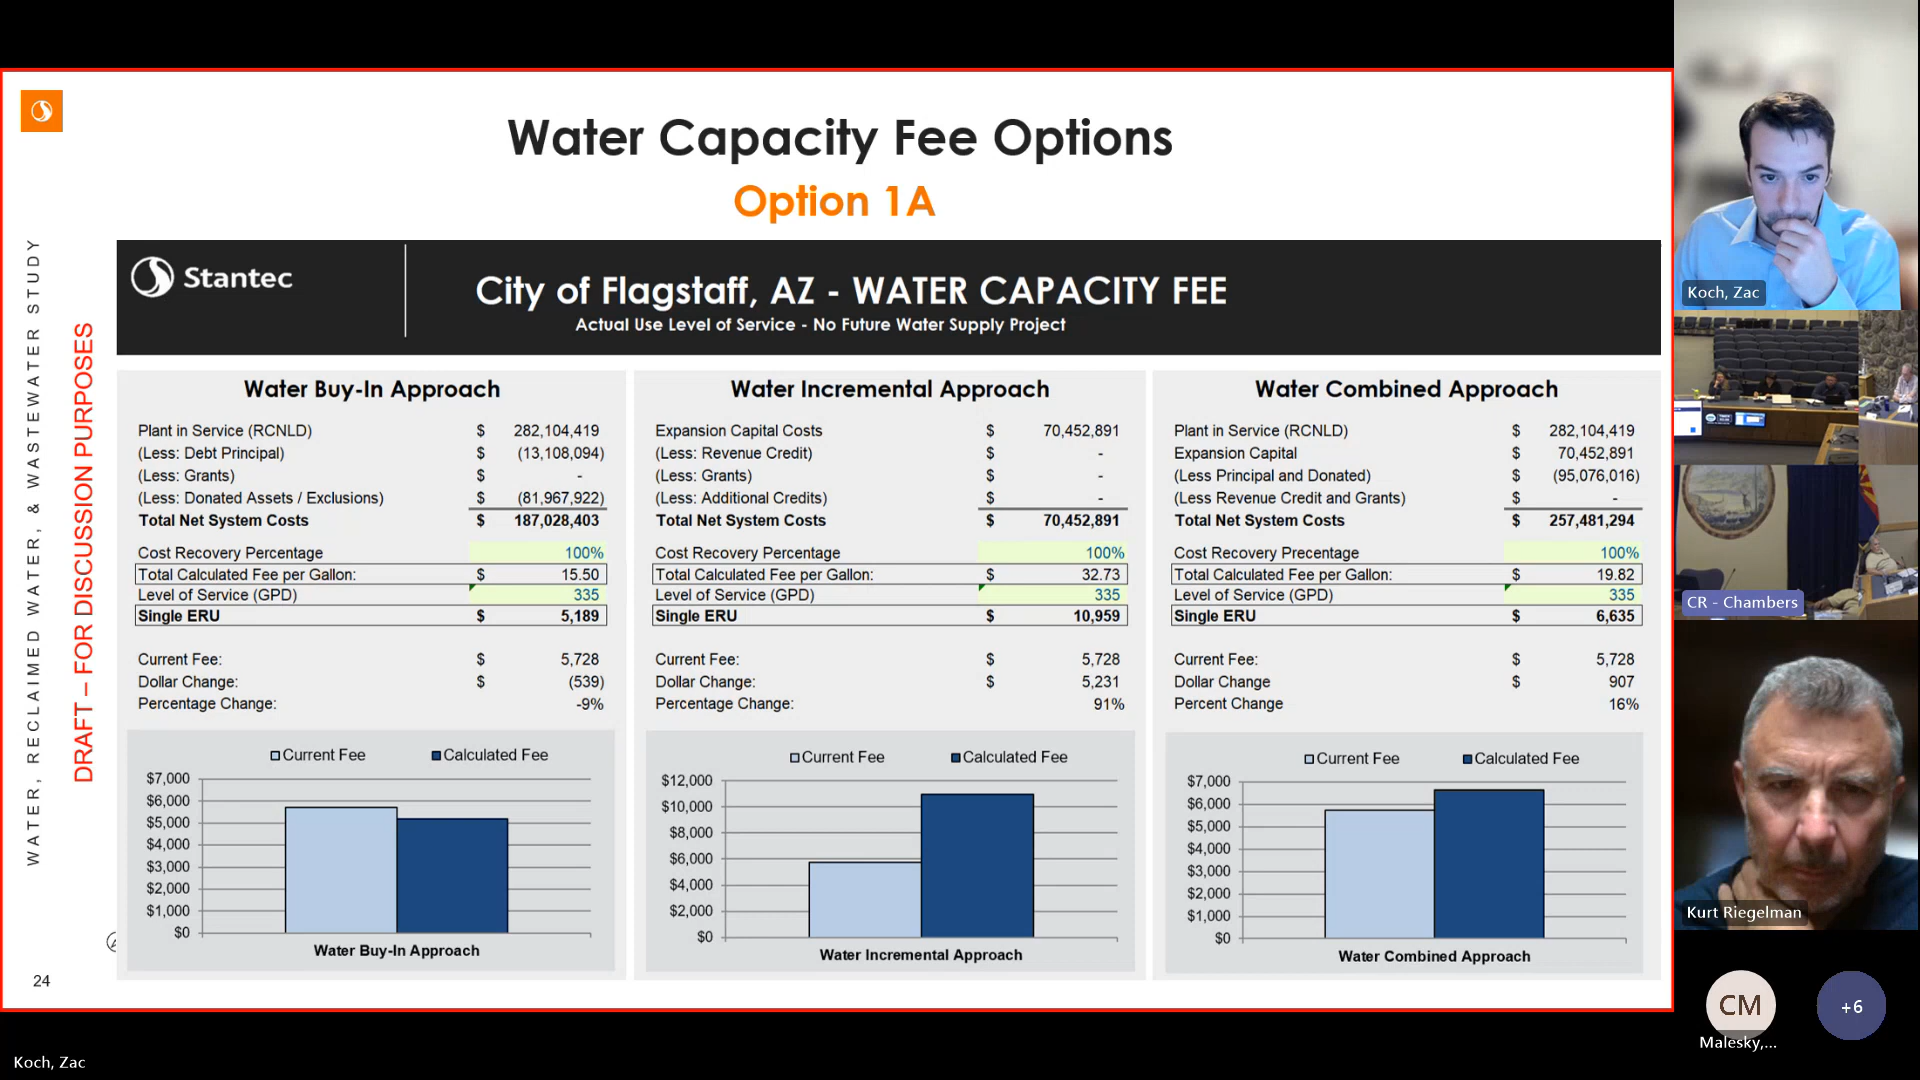 Water Capacity Fee Options
Option 1A
WATER, RECLAIMED WATER, & WASTEWATER STUDY
DRAFT – FOR DISCUSSION PURPOSES
Stantec
City of Flagstaff, AZ - WATER CAPACITY FEE
Actual Use Level of Service - No Future Water Supply Project
Water Buy-In Approach
Plant in Service (RCNLD) $ 282,104,419
(Less: Debt Principal) $ (13,108,094)
(Less: Grants) $ -
(Less: Donated Assets / Exclusions) $ (81,967,922)
Total Net System Costs $ 187,028,403
Cost Recovery Percentage 100%
Total Calculated Fee per Gallon: $ 15.50
Level of Service (GPD) 335
Single ERU $ 5,189
Current Fee: $ 5,728
Dollar Change: $ (539)
Percentage Change: -9%
Current Fee Calculated Fee
$7,000
$6,000
$5,000
$4,000
$3,000
$2,000
$1,000
$0
Water Buy-In Approach
Water Incremental Approach
Expansion Capital Costs $ 70,452,891
(Less: Revenue Credit) $ -
(Less: Grants) $ -
(Less: Additional Credits) $ -
Total Net System Costs $ 70,452,891
Cost Recovery Percentage 100%
Total Calculated Fee per Gallon: $ 32.73
Level of Service (GPD) 335
Single ERU $ 10,959
Current Fee: $ 5,728
Dollar Change: $ 5,231
Percentage Change: 91%
Current Fee Calculated Fee
$12,000
$10,000
$8,000
$6,000
$4,000
$2,000
$0
Water Incremental Approach
Water Combined Approach
Plant in Service (RCNLD) $ 282,104,419
Expansion Capital $ 70,452,891
(Less Principal and Donated) $ (95,076,016)
(Less Revenue Credit and Grants) $ -
Total Net System Costs $ 257,481,294
Cost Recovery Precentage 100%
Total Calculated Fee per Gallon: $ 19.82
Level of Service (GPD) 335
Single ERU $ 6,635
Current Fee: $ 5,728
Dollar Change $ 907
Percent Change 16%
Current Fee Calculated Fee
$7,000
$6,000
$5,000
$4,000
$3,000
$2,000
$1,000
$0
Water Combined Approach
24
Koch, Zac
Koch, Zac
CR - Chambers
Kurt Riegelman
CM
Malesky,...
+6